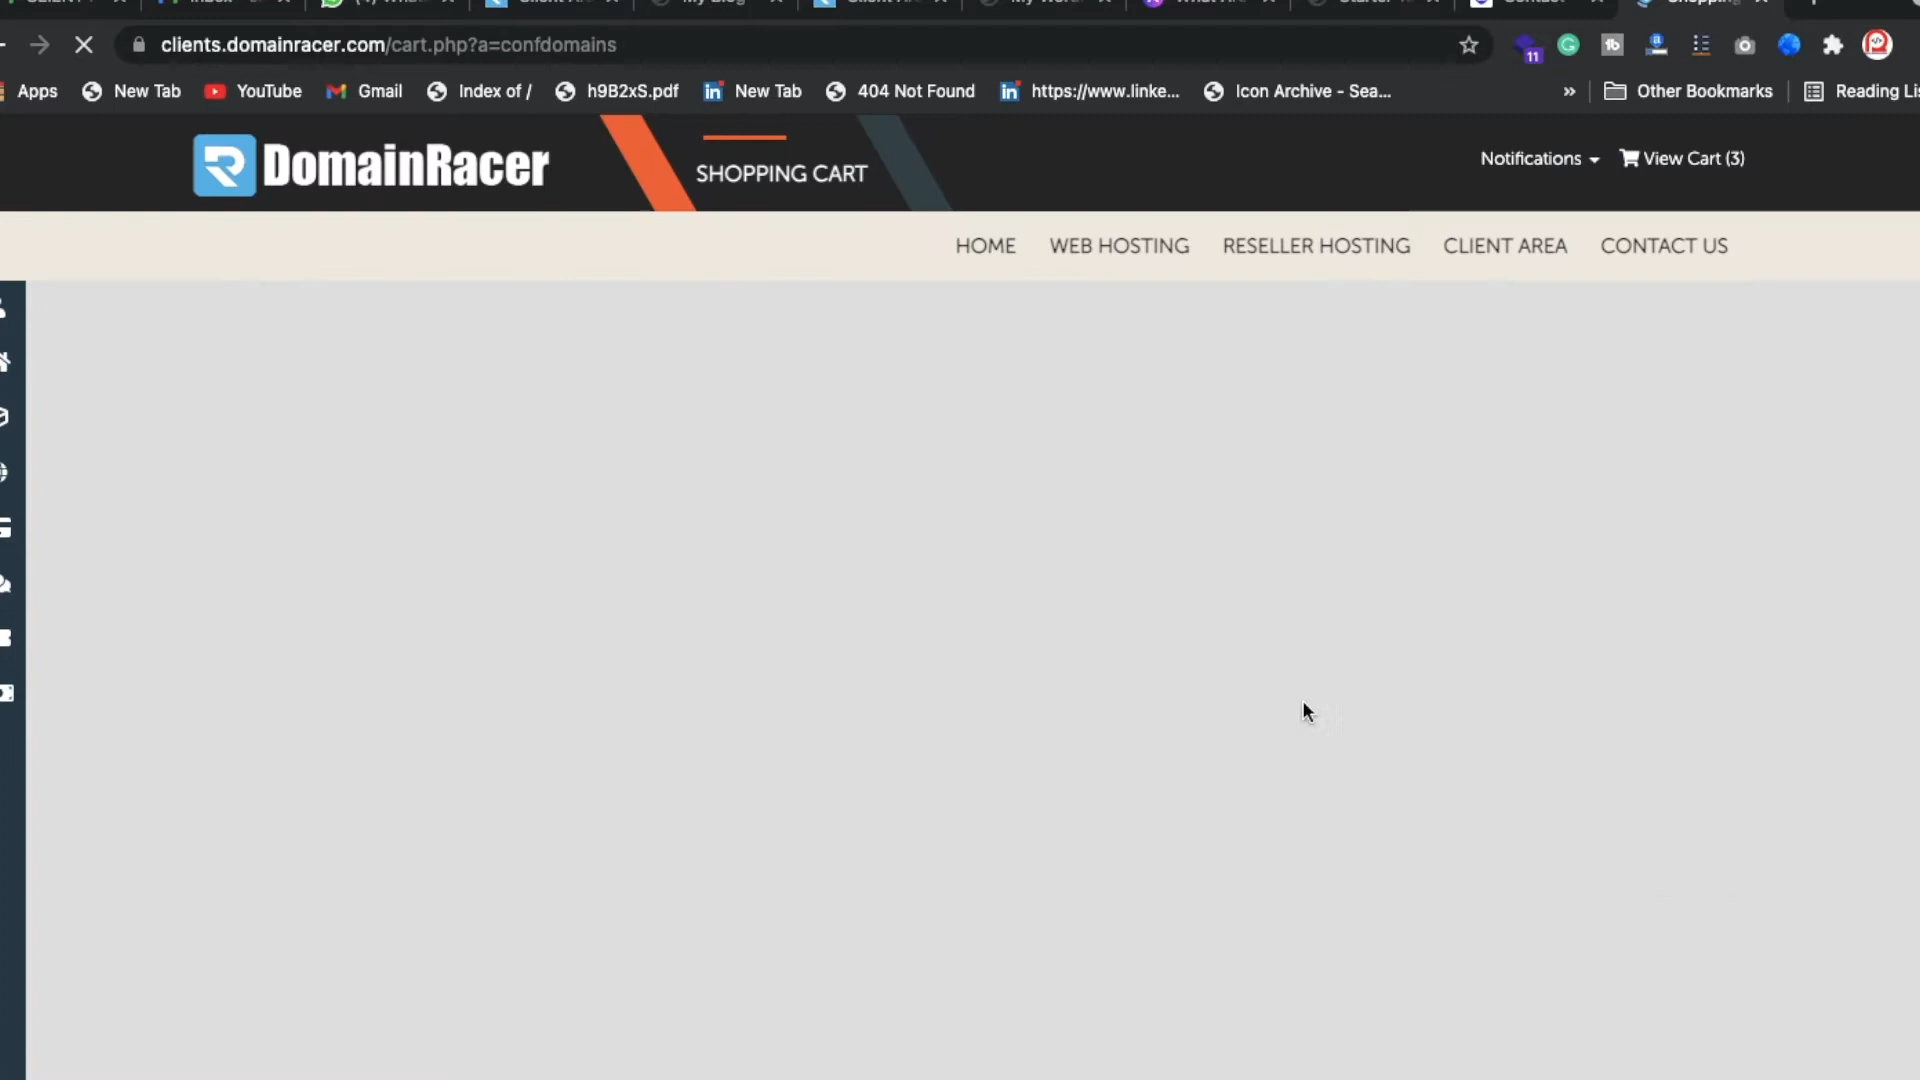 clients.domainracer.com/cart.php?a=confdomains
11
Apps New Tab YouTube Gmail Index of / h9B2xS.pdf New Tab 404 Not Found https://www.linke... Icon Archive - Sea... » Other Bookmarks Reading Lis
DomainRacer
SHOPPING CART
Notifications View Cart (3)
HOME WEB HOSTING RESELLER HOSTING CLIENT AREA CONTACT US